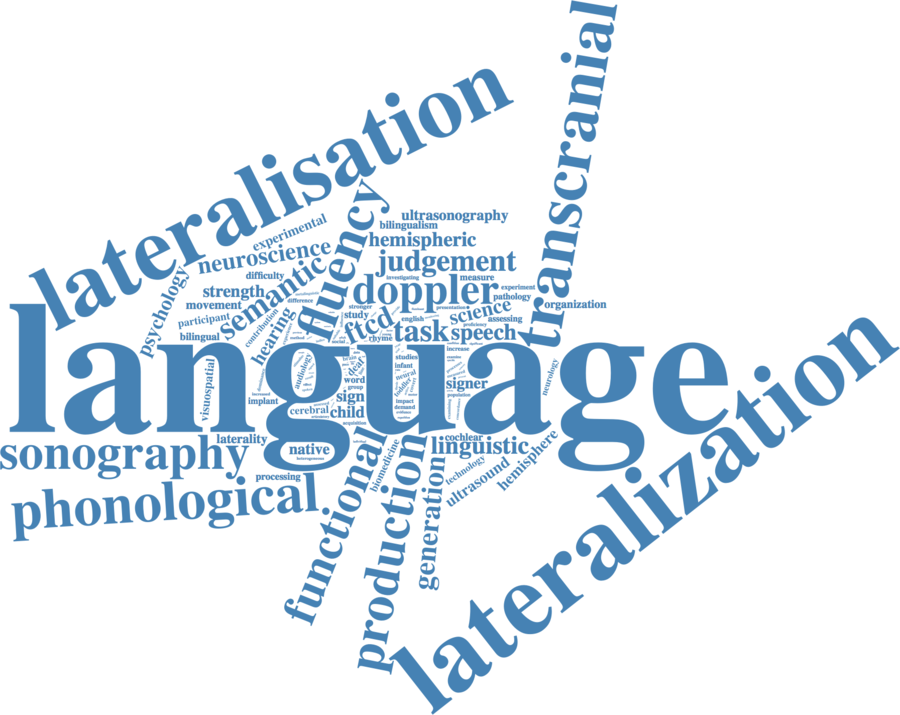 transcranial
lateralisation
fluency
ultrasonography
bilingualism
experimental
hemispheric
neuroscience
judgement
psychology
difficulty
semantic
investigating
measure
strength
doppler
experiment
pathology
movement
difference
stronger
organization
participant
contribution
study
ftcd
english
science
assessing
bilingual
hearing
rhyme
task
speech
language
visuospatial
audiology
deaf
studies
increase
infant
neural
toddler
word
group
signer
population
neurology
implant
sign
impact
demand
cerebral
child
acquisition
laterality
cochlear
sonography
native
linguistic
biomedicine
hemisphere
processing
technology
ultrasound
phonological
functional
production
generation
lateralization